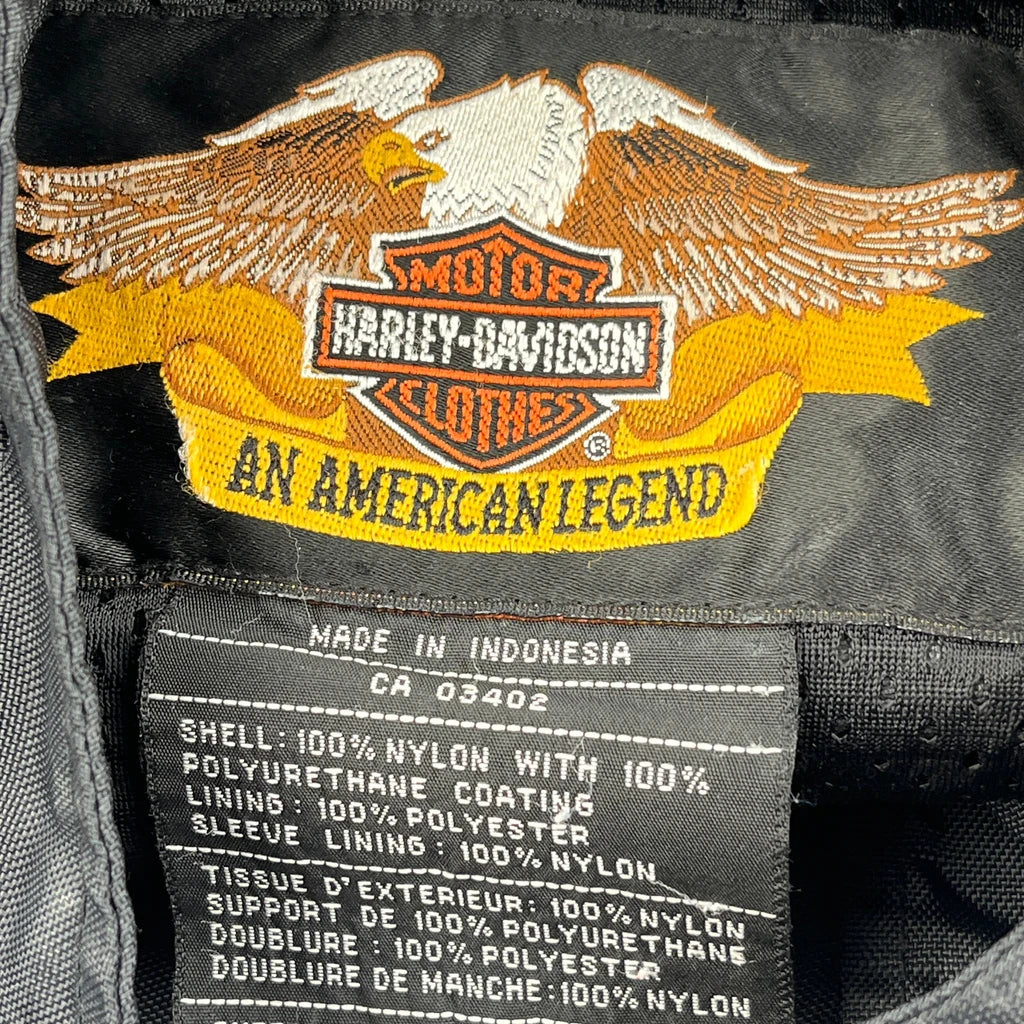 MOTOR
HARLEY-DAVIDSON
CLOTHES
®
AN AMERICAN LEGEND
MADE IN INDONESIA
CA 03402
SHELL: 100% NYLON WITH 100%
POLYURETHANE COATING
LINING: 100% POLYESTER
SLEEVE LINING: 100% NYLON
TISSUE D'EXTERIEUR: 100% NYLON
SUPPORT DE 100% POLYURETHANE
DOUBLURE: 100% POLYESTER
DOUBLURE DE MANCHE: 100% NYLON